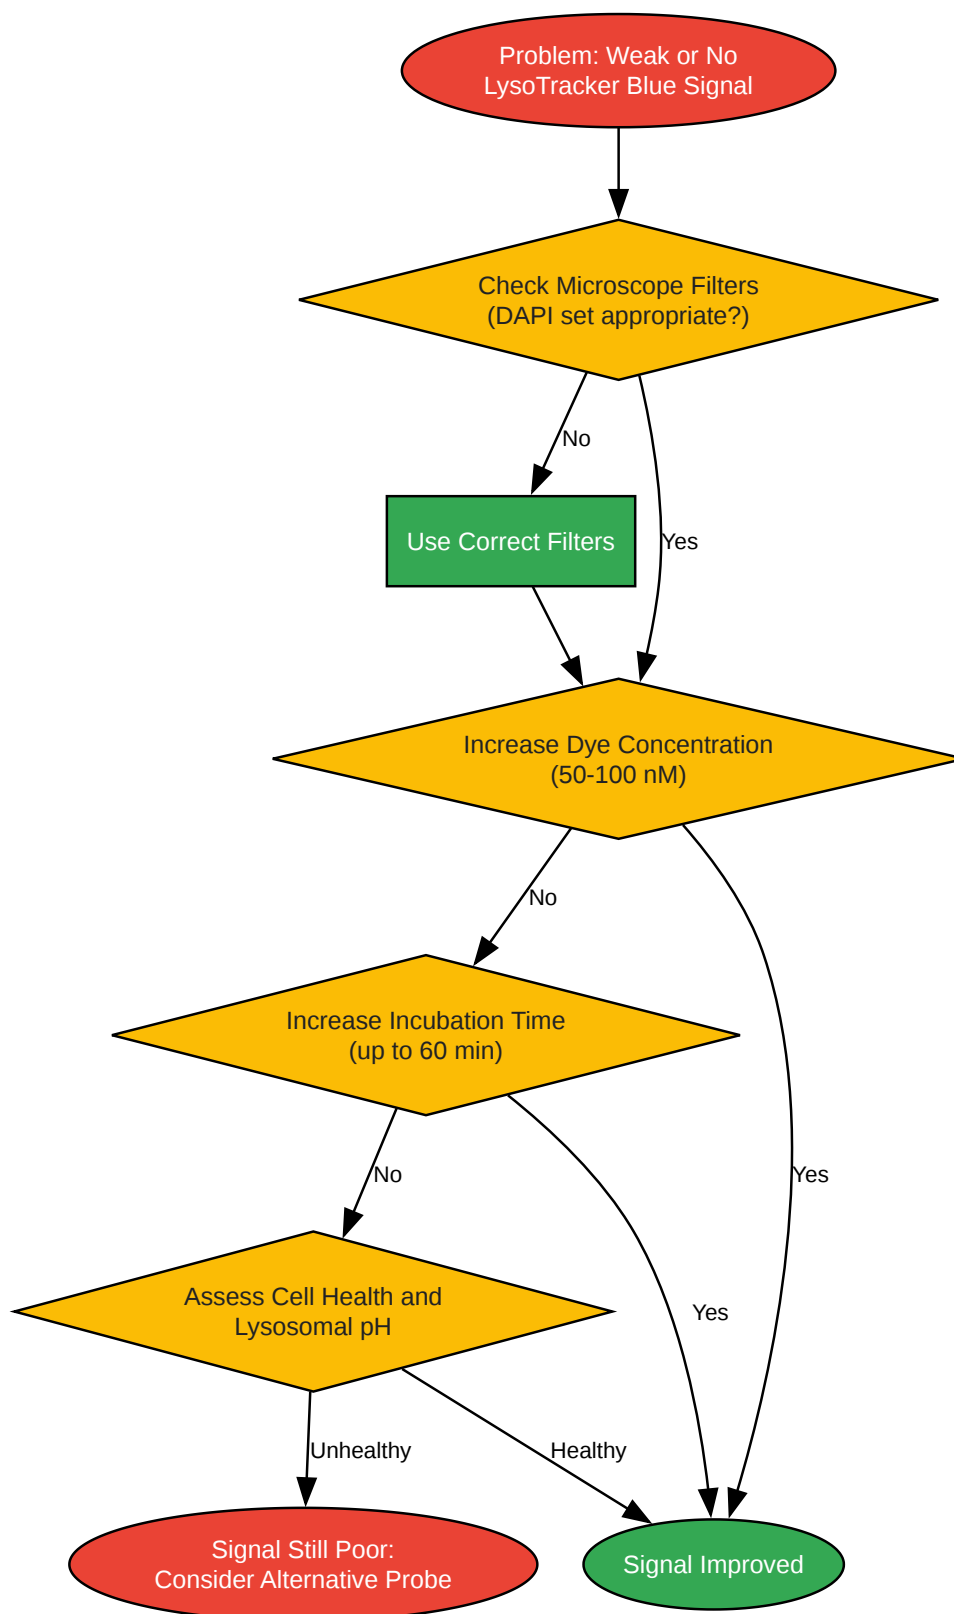 Problem: Weak or No
LysoTracker Blue Signal
Check Microscope Filters
(DAPI set appropriate?)
No
Use Correct Filters
Yes
Increase Dye Concentration
(50-100 nM)
No
Increase Incubation Time
(up to 60 min)
No
Yes
Assess Cell Health and
Lysosomal pH
Yes
Unhealthy
Healthy
Signal Still Poor:
Consider Alternative Probe
Signal Improved